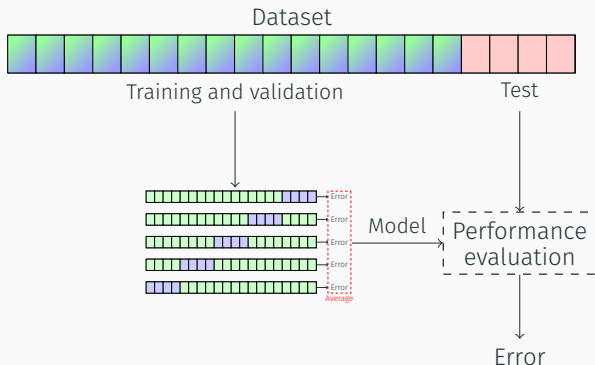 Dataset
Training and validation
Test
Error
Error
Error
Error
Error
Average
Model
Performance
evaluation
Error